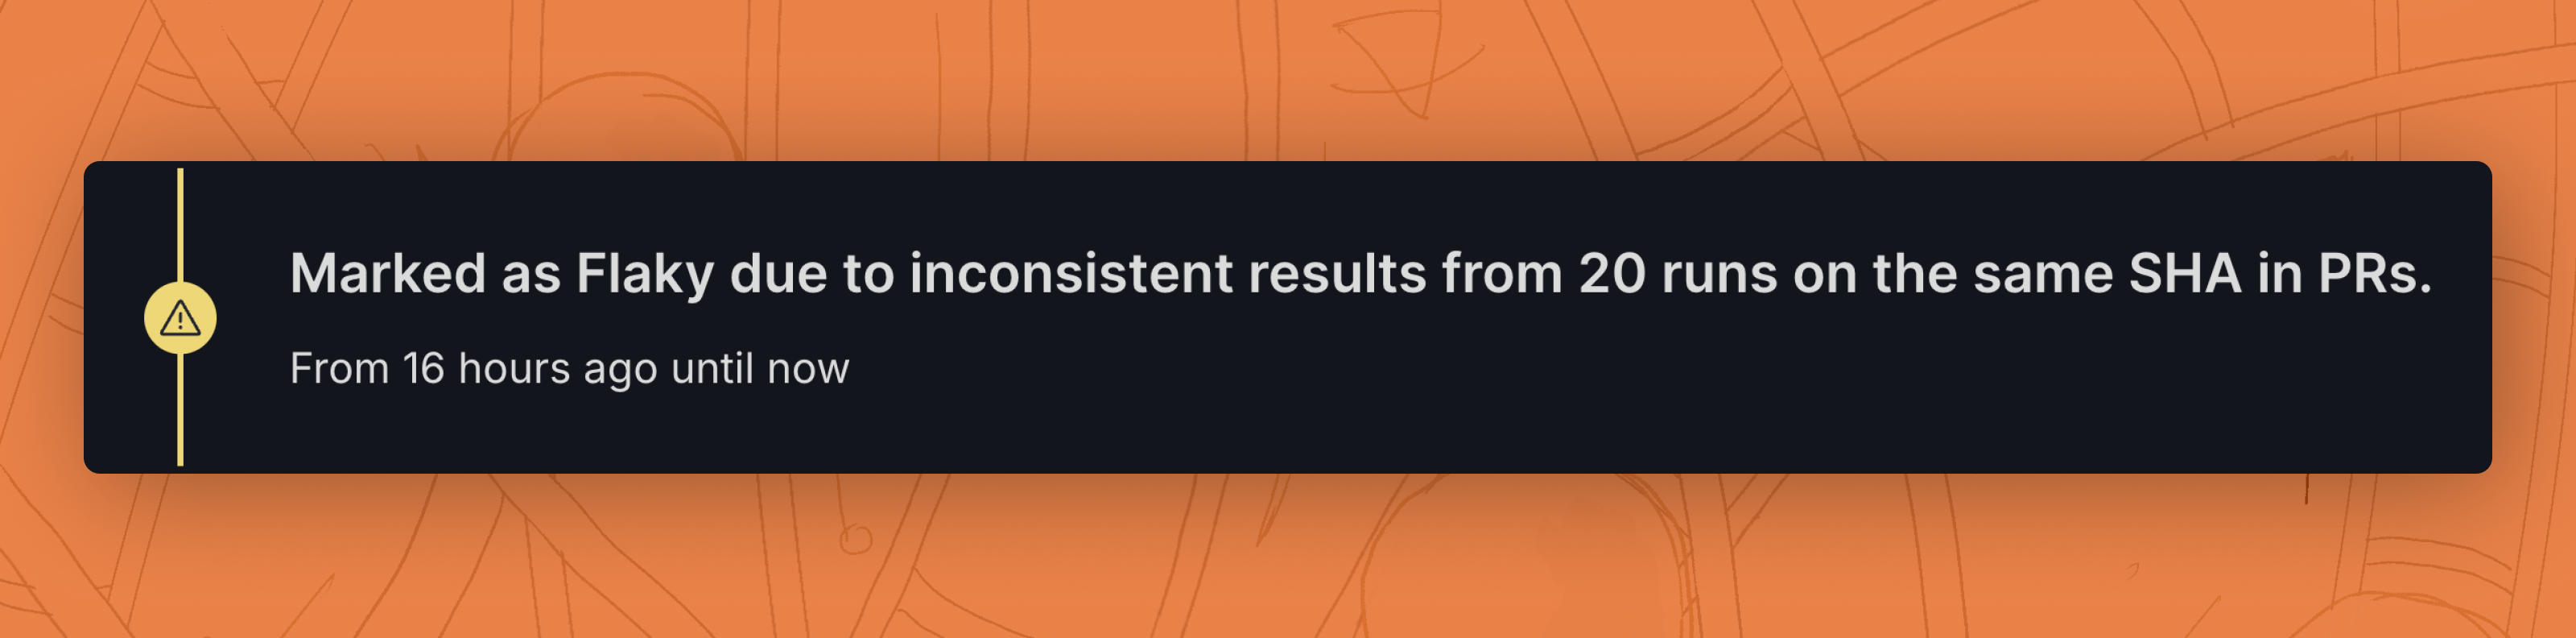 Marked as Flaky due to inconsistent results from 20 runs on the same SHA in PRs.
From 16 hours ago until now